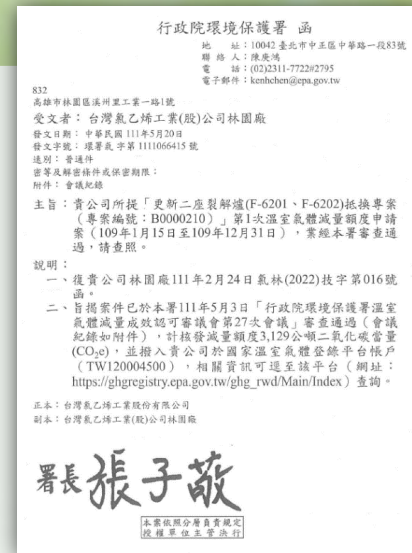 行政院環境保護署 函
地　　址：10042 臺北市中正區中華路一段83號
聯 絡 人：陳庚鴻
電　　話：(02)2311-7722#2795
電子郵件：kenhchen@epa.gov.tw
832
高雄市林園區溪州里工業一路1號
受文者：台灣氯乙烯工業(股)公司林園廠
發文日期：中華民國 111年5月20日
發文字號：環署氣字第 1111066415 號
速別：普通件
密等及解密條件或保密期限：
附件：會議紀錄
主旨：貴公司所提「更新二座裂解爐(F-6201、F-6202)抵換專案
（專案編號：B0000210）」第1次溫室氣體減量額度申請
案（109年1月15日至109年12月31日），業經本署審查通
過，請查照。
說明：
一、復貴公司林園廠111年2月24日氯林(2022)技字第016號
函。
二、旨揭案件已於本署111年5月3日「行政院環境保護署溫室
氣體減量成效認可審議會第27次會議」審查通過（會議
紀錄如附件），計核發減量額度3,129公噸二氧化碳當量
(CO₂e)，並撥入貴公司於國家溫室氣體登錄平台帳戶
（TW120004500），相關資訊可逕至該平台（網址：
https://ghgregistry.epa.gov.tw/ghg_rwd/Main/Index）查詢。
正本：台灣氯乙烯工業股份有限公司
副本：台灣氯乙烯工業(股)公司林園廠
署長張子敬
本案依照分層負責規定
授權單位主管決行